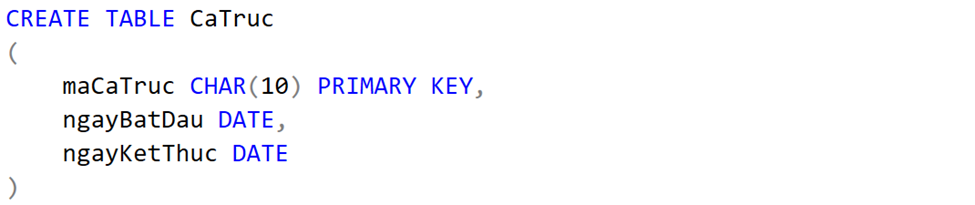 CREATE TABLE CaTruc
(
    maCaTruc CHAR(10) PRIMARY KEY,
    ngayBatDau DATE,
    ngayKetThuc DATE
)